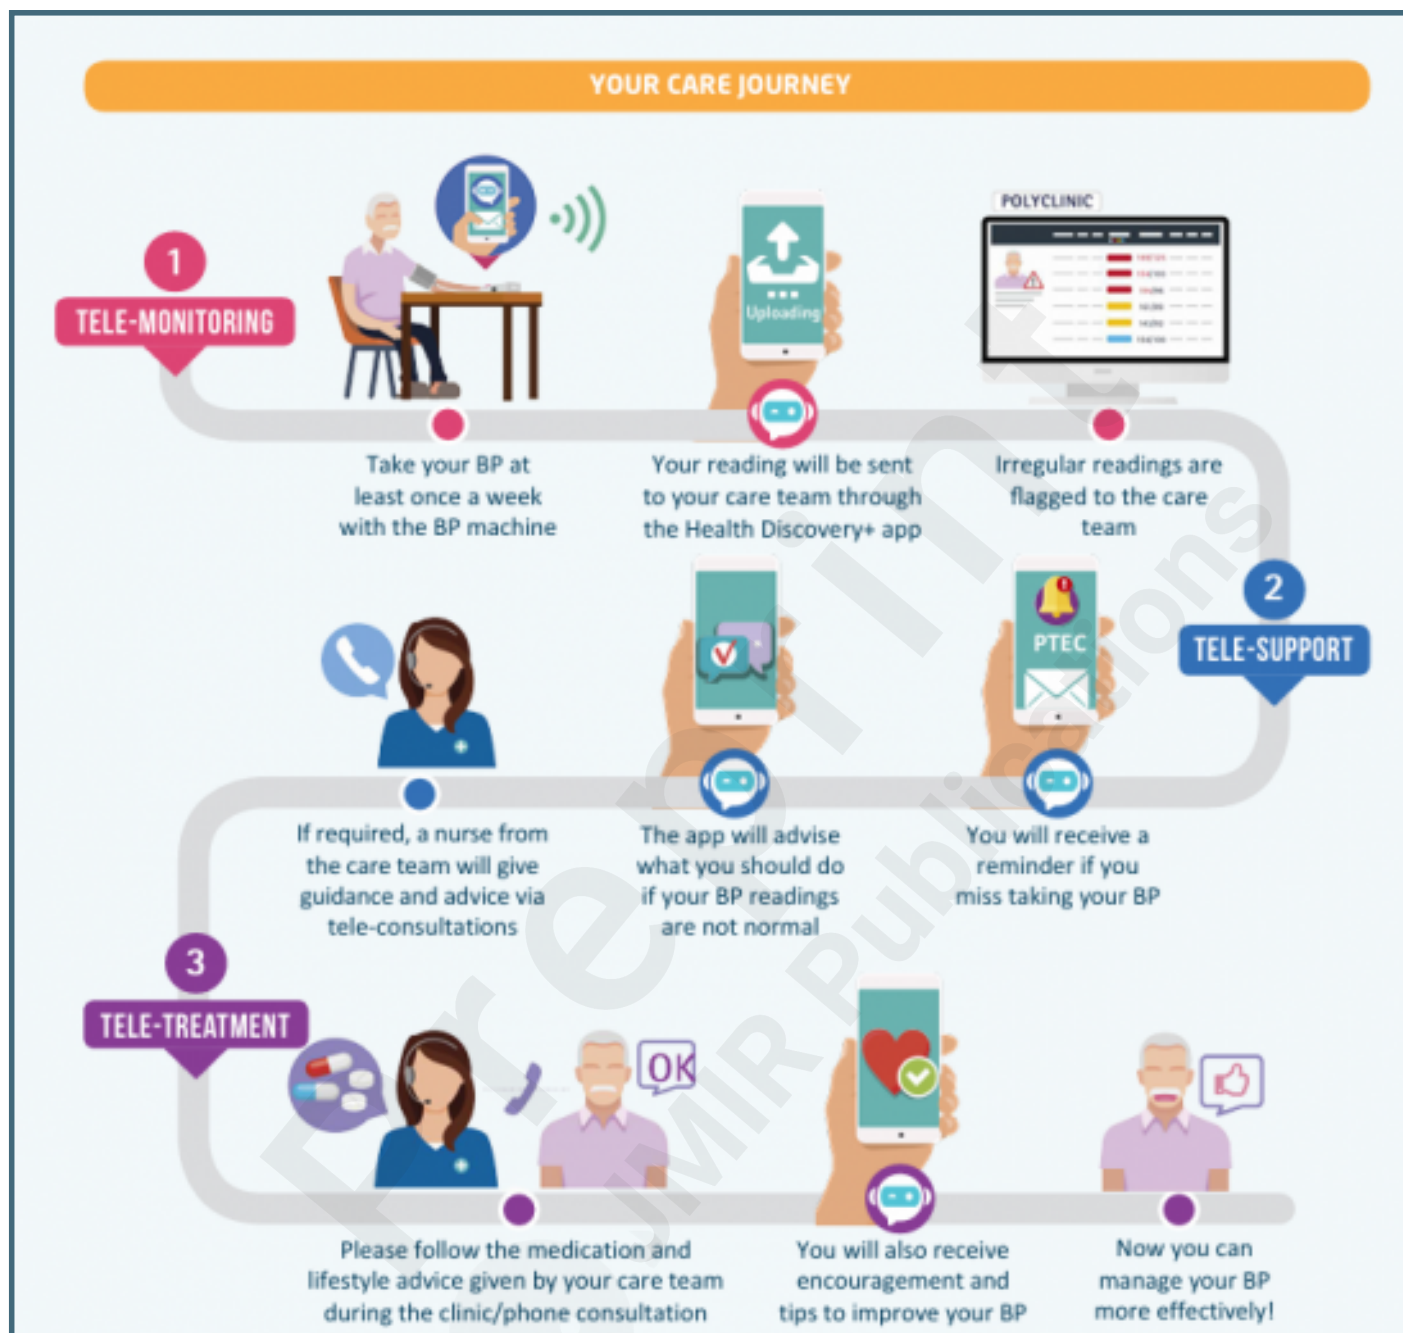 YOUR CARE JOURNEY
1
TELE-MONITORING
Uploading
POLYCLINIC
Take your BP at
least once a week
with the BP machine
Your reading will be sent
to your care team through
the Health Discovery+ app
Irregular readings are
flagged to the care
team
2
TELE-SUPPORT
PTEC
You will receive a
reminder if you
miss taking your BP
The app will advise
what you should do
if your BP readings
are not normal
If required, a nurse from
the care team will give
guidance and advice via
tele-consultations
3
TELE-TREATMENT
OK
Please follow the medication and
lifestyle advice given by your care team
during the clinic/phone consultation
You will also receive
encouragement and
tips to improve your BP
Now you can
manage your BP
more effectively!
Preprint
JMIR Publications